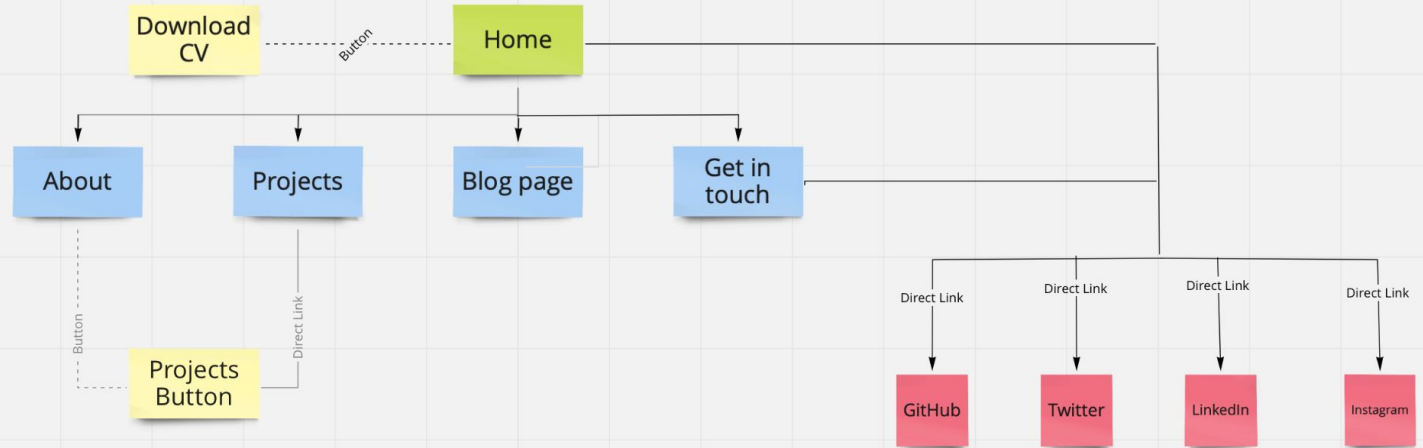 Download
CV
Button
Home
About
Projects
Blog page
Get in
touch
Button
Direct Link
Projects
Button
Direct Link
Direct Link
Direct Link
Direct Link
GitHub
Twitter
LinkedIn
Instagram